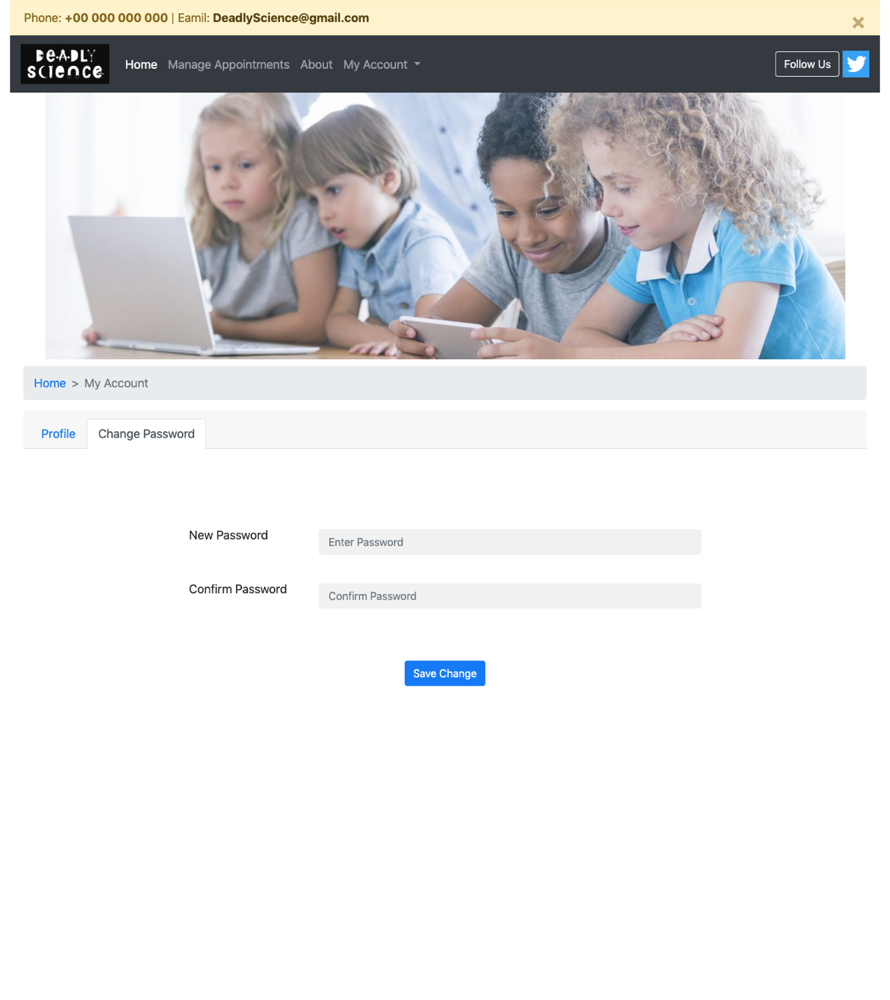 Phone: +00 000 000 000 | Eamil: DeadlyScience@gmail.com ×
DEADLY
science
Home Manage Appointments About My Account
Follow Us
Home > My Account
Profile Change Password
New Password
Enter Password
Confirm Password
Confirm Password
Save Change